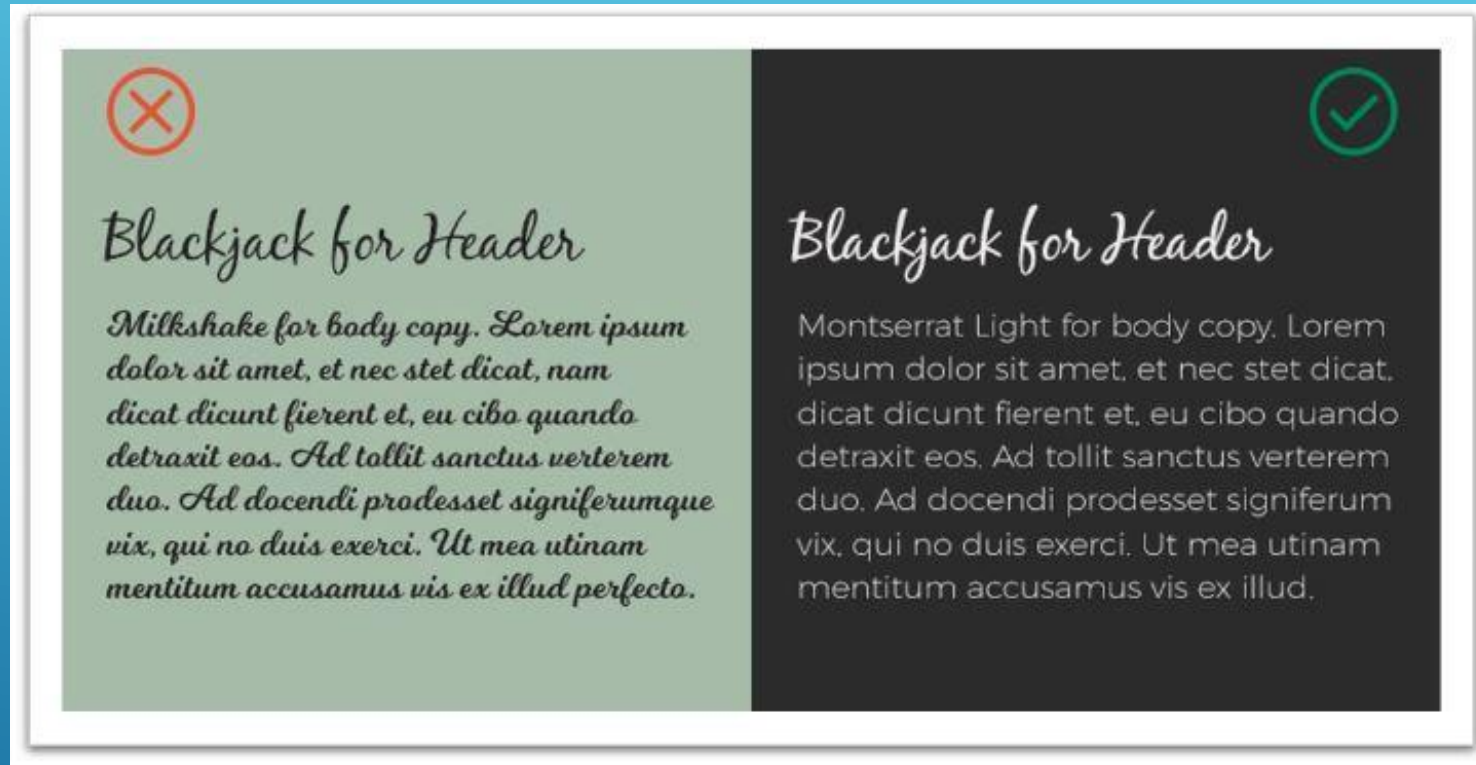 Blackjack for Header
Milkshake for body copy. Lorem ipsum
dolor sit amet, et nec stet dicat, nam
dicat dicunt fierent et, eu cibo quando
detraxit eos. Ad tollit sanctus verterem
duo. Ad docendi prodesset signiferumque
vix, qui no duis exerci. Ut mea utinam
mentitum accusamus vis ex illud perfecto.
Blackjack for Header
Montserrat Light for body copy. Lorem
ipsum dolor sit amet, et nec stet dicat,
dicat dicunt fierent et, eu cibo quando
detraxit eos. Ad tollit sanctus verterem
duo. Ad docendi prodesset signiferum
vix, qui no duis exerci. Ut mea utinam
mentitum accusamus vis ex illud.